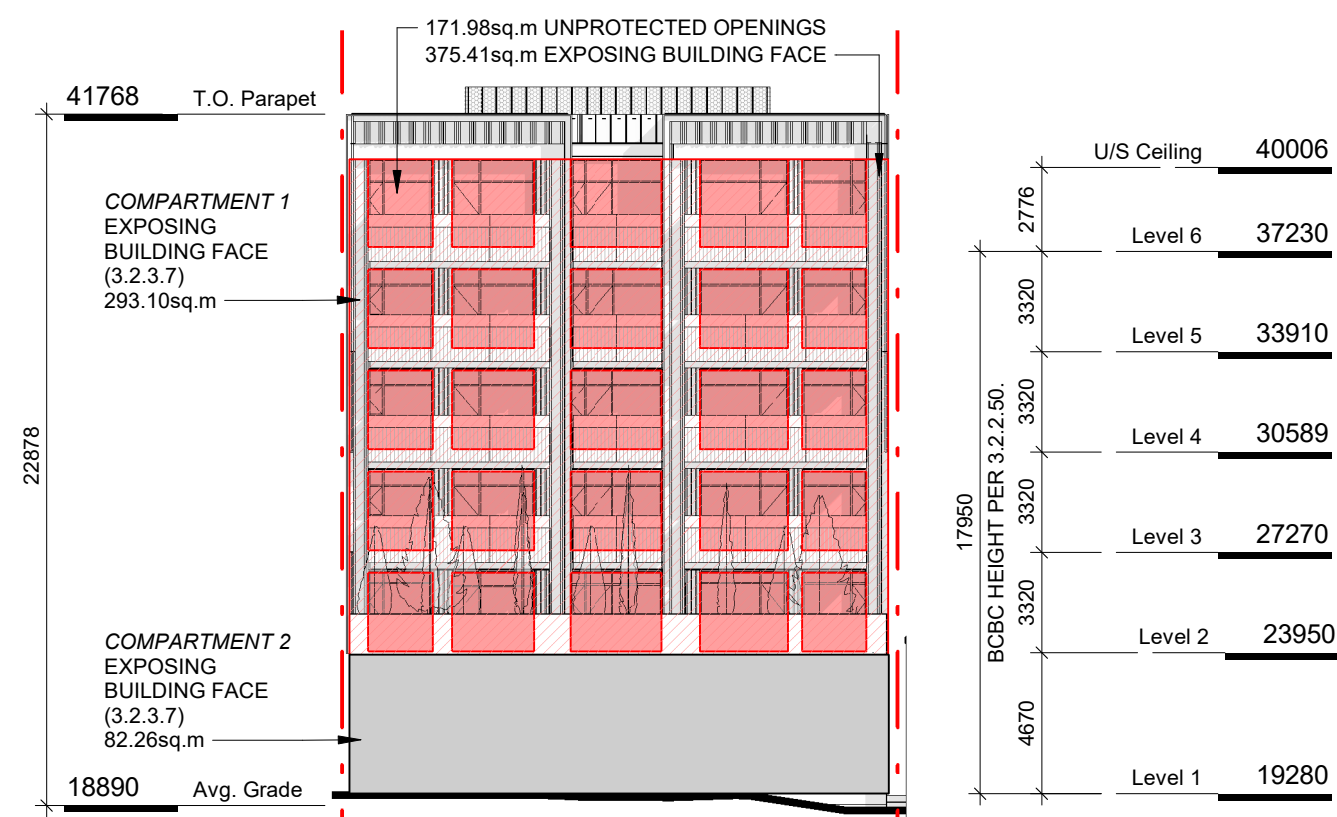 171.98sq.m UNPROTECTED OPENINGS
375.41sq.m EXPOSING BUILDING FACE
41768 T.O. Parapet
COMPARTMENT 1
EXPOSING
BUILDING FACE
(3.2.3.7)
293.10sq.m
22878
COMPARTMENT 2
EXPOSING
BUILDING FACE
(3.2.3.7)
82.26sq.m
18890 Avg. Grade
U/S Ceiling 40006
2776
Level 6 37230
3320
Level 5 33910
3320
Level 4 30589
3320
Level 3 27270
3320
Level 2 23950
4670
Level 1 19280
17950
BCBC HEIGHT PER 3.2.2.50.